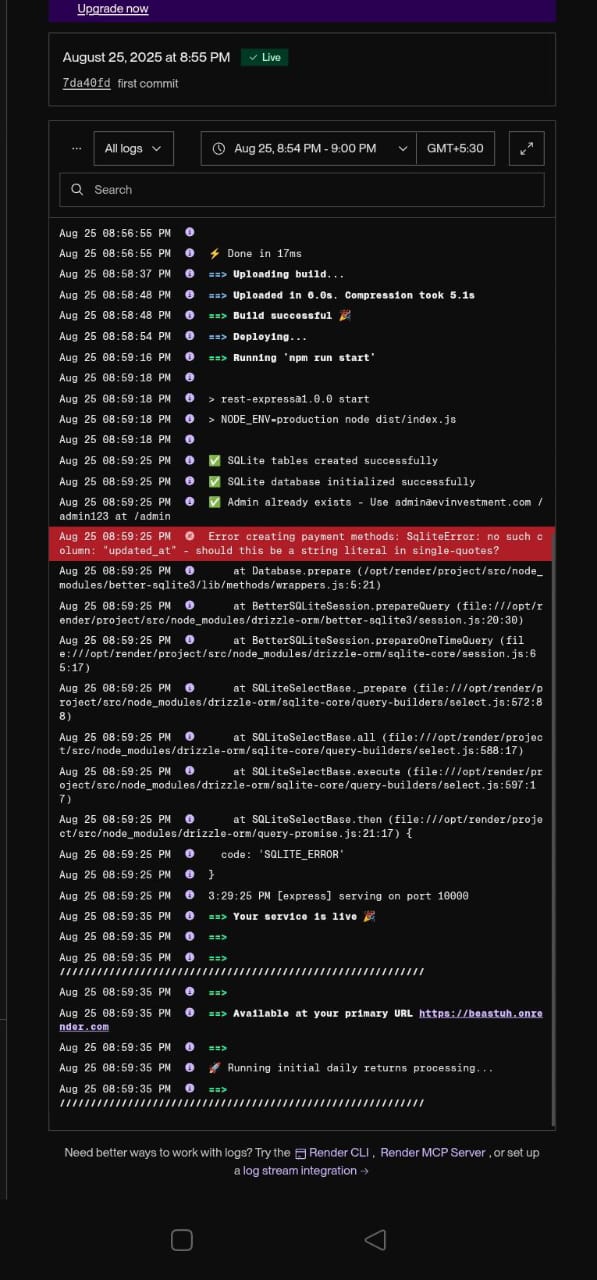 Upgrade now
August 25, 2025 at 8:55 PM ✓ Live
7da40fd first commit
... All logs Aug 25, 8:54 PM - 9:00 PM GMT+5:30
Search
Aug 25 08:56:55 PM
Aug 25 08:56:55 PM ⚡ Done in 17ms
Aug 25 08:58:37 PM ==> Uploading build...
Aug 25 08:58:48 PM ==> Uploaded in 6.0s. Compression took 5.1s
Aug 25 08:58:48 PM ==> Build successful 🎉
Aug 25 08:58:54 PM ==> Deploying...
Aug 25 08:59:16 PM ==> Running 'npm run start'
Aug 25 08:59:18 PM
Aug 25 08:59:18 PM > rest-express@1.0.0 start
Aug 25 08:59:18 PM > NODE_ENV=production node dist/index.js
Aug 25 08:59:18 PM
Aug 25 08:59:25 PM ✅ SQLite tables created successfully
Aug 25 08:59:25 PM ✅ SQLite database initialized successfully
Aug 25 08:59:25 PM ✅ Admin already exists - Use admin@evinvestment.com /
admin123 at /admin
Aug 25 08:59:25 PM Error creating payment methods: SqliteError: no such c
olumn: "updated_at" - should this be a string literal in single-quotes?
Aug 25 08:59:25 PM at Database.prepare (/opt/render/project/src/node_
modules/better-sqlite3/lib/methods/wrappers.js:5:21)
Aug 25 08:59:25 PM at BetterSQLiteSession.prepareQuery (file:///opt/r
ender/project/src/node_modules/drizzle-orm/better-sqlite3/session.js:20:30)
Aug 25 08:59:25 PM at BetterSQLiteSession.prepareOneTimeQuery (fil
e:///opt/render/project/src/node_modules/drizzle-orm/sqlite-core/session.js:6
5:17)
Aug 25 08:59:25 PM at SQLiteSelectBase._prepare (file:///opt/render/p
roject/src/node_modules/drizzle-orm/sqlite-core/query-builders/select.js:572:8
8)
Aug 25 08:59:25 PM at SQLiteSelectBase.all (file:///opt/render/projec
t/src/node_modules/drizzle-orm/sqlite-core/query-builders/select.js:588:17)
Aug 25 08:59:25 PM at SQLiteSelectBase.execute (file:///opt/render/pr
oject/src/node_modules/drizzle-orm/sqlite-core/query-builders/select.js:597:1
7)
Aug 25 08:59:25 PM at SQLiteSelectBase.then (file:///opt/render/proje
ct/src/node_modules/drizzle-orm/query-promise.js:21:17) {
Aug 25 08:59:25 PM code: 'SQLITE_ERROR'
Aug 25 08:59:25 PM }
Aug 25 08:59:25 PM 3:29:25 PM [express] serving on port 10000
Aug 25 08:59:35 PM ==> Your service is live 🎉
Aug 25 08:59:35 PM ==>
Aug 25 08:59:35 PM ==>
///////////////////////////////////////////////////////////
Aug 25 08:59:35 PM ==>
Aug 25 08:59:35 PM ==> Available at your primary URL https://beastuh.onre
nder.com
Aug 25 08:59:35 PM ==>
Aug 25 08:59:35 PM 🚀 Running initial daily returns processing...
Aug 25 08:59:35 PM ==>
///////////////////////////////////////////////////////////
Need better ways to work with logs? Try the Render CLI , Render MCP Server , or set up
a log stream integration →